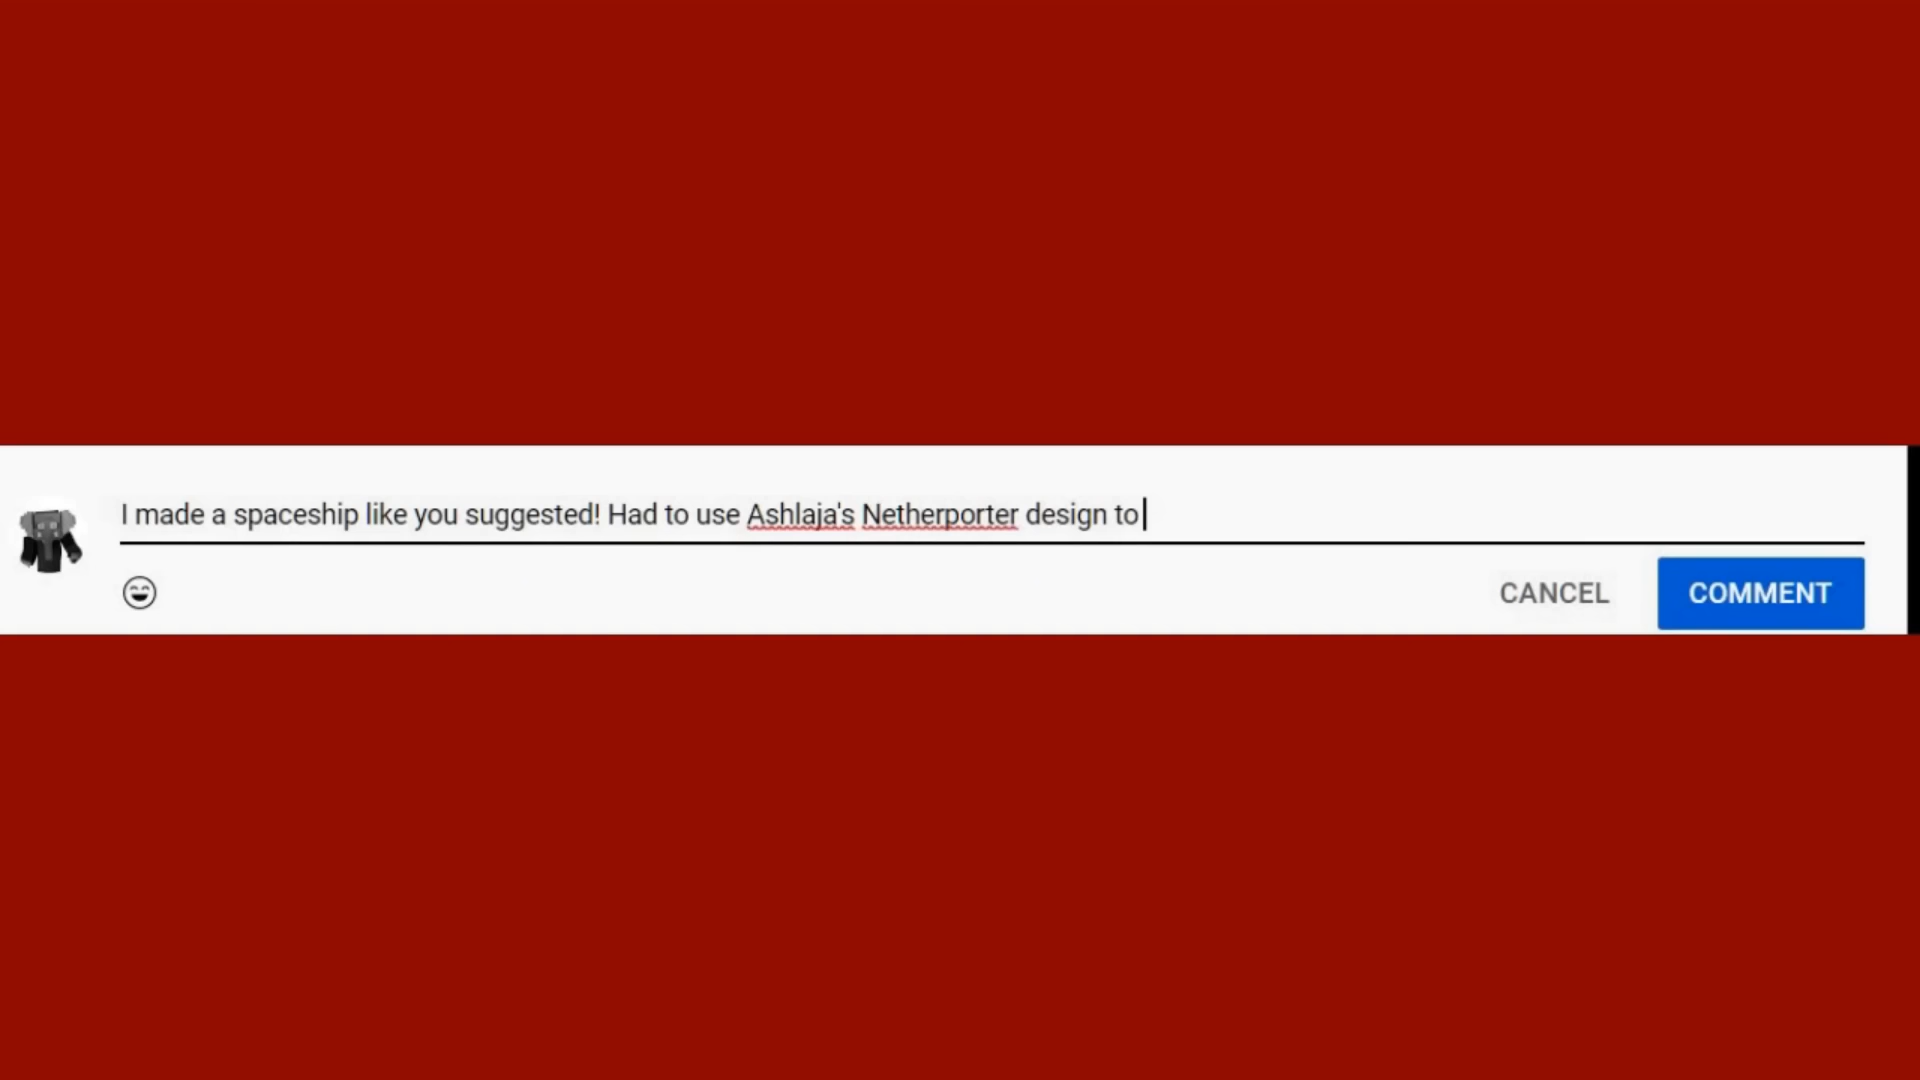 I made a spaceship like you suggested! Had to use Ashlaja's Netherporter design to
CANCEL
COMMENT